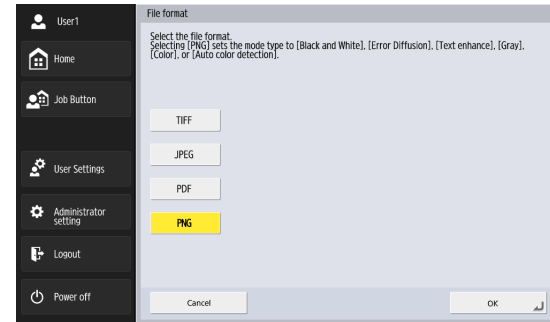 User1
Home
Job Button
User Settings
Administrator
setting
Logout
Power off
File format
Select the file format.
Selecting [PNG] sets the mode type to [Black and White], [Error Diffusion], [Text enhance], [Gray],
[Color], or [Auto color detection].
TIFF
JPEG
PDF
PNG
Cancel
OK